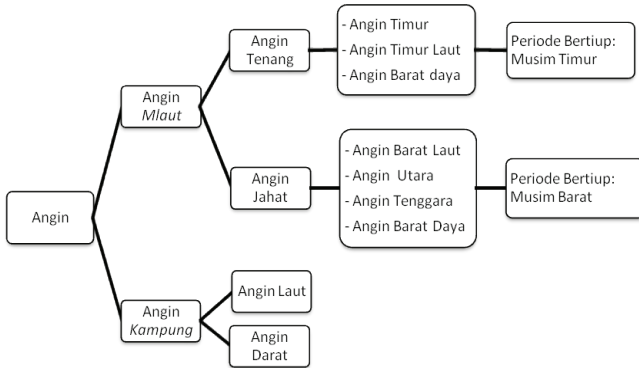 Angin
Angin
Mlaut
Angin
Tenang
- Angin Timur
- Angin Timur Laut
- Angin Barat daya
Periode Bertiup:
Musim Timur
Angin
Jahat
- Angin Barat Laut
- Angin Utara
- Angin Tenggara
- Angin Barat Daya
Periode Bertiup:
Musim Barat
Angin
Kampung
Angin Laut
Angin
Darat